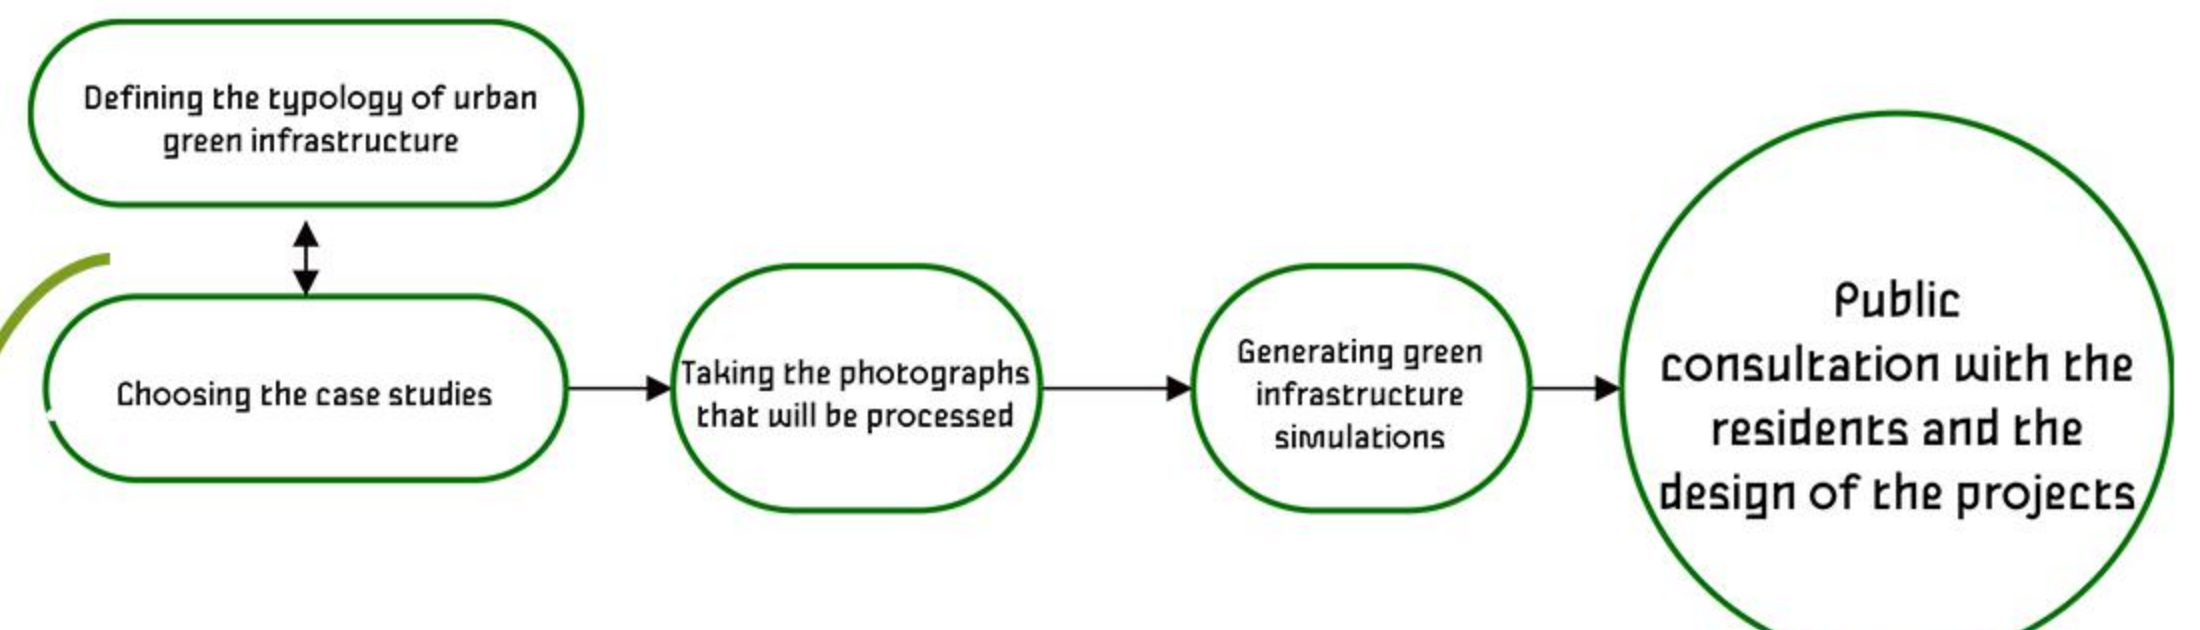 Defining the typology of urban
green infrastructure
Choosing the case studies
Taking the photographs
that will be processed
Generating green
infrastructure
simulations
Public
consultation with the
residents and the
design of the projects